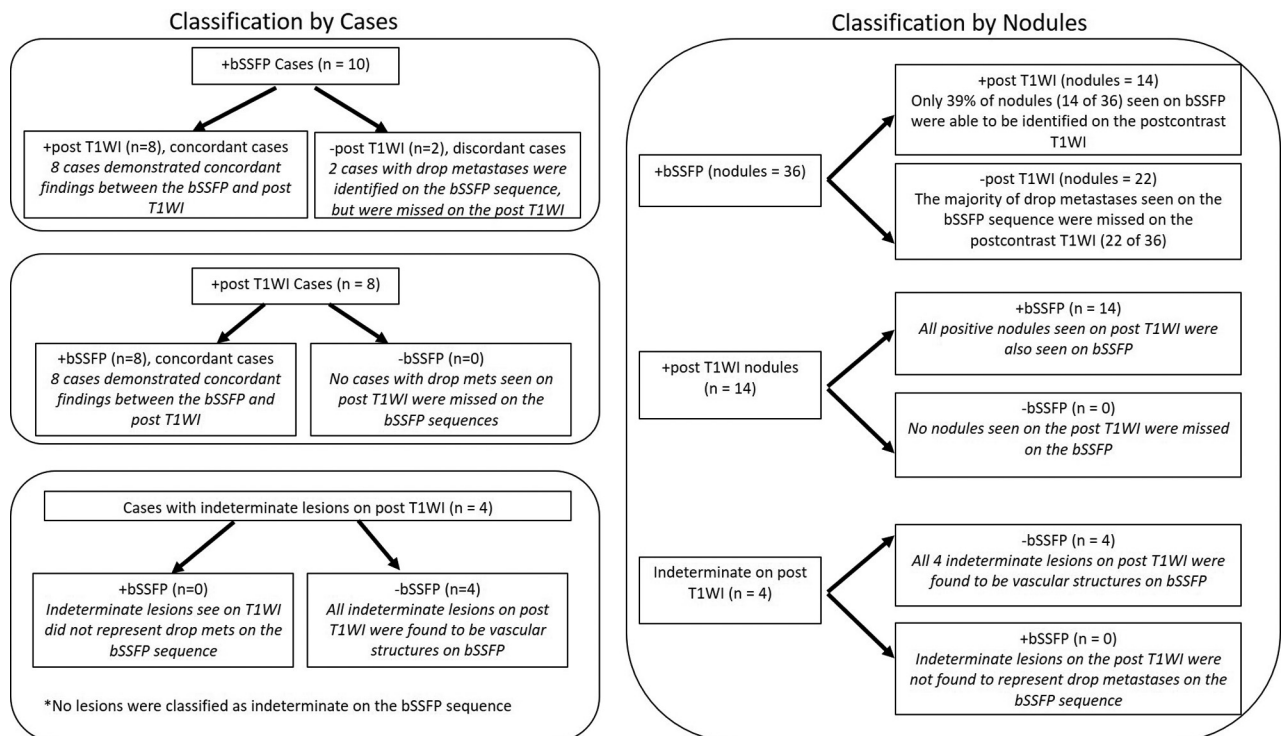 Classification by Cases
+bSSFP Cases (n = 10)
+post T1WI (n=8), concordant cases
8 cases demonstrated concordant
findings between the bSSFP and post
T1WI
-post T1WI (n=2), discordant cases
2 cases with drop metastases were
identified on the bSSFP sequence,
but were missed on the post T1WI
+post T1WI Cases (n = 8)
+bSSFP (n=8), concordant cases
8 cases demonstrated concordant
findings between the bSSFP and
post T1WI
-bSSFP (n=0)
No cases with drop mets seen on
post T1WI were missed on the
bSSFP sequences
Cases with indeterminate lesions on post T1WI (n = 4)
+bSSFP (n=0)
Indeterminate lesions see on T1WI
did not represent drop mets on the
bSSFP sequence
-bSSFP (n=4)
All indeterminate lesions on post
T1WI were found to be vascular
structures on bSSFP
*No lesions were classified as indeterminate on the bSSFP sequence
Classification by Nodules
+bSSFP (nodules = 36)
+post T1WI (nodules = 14)
Only 39% of nodules (14 of 36) seen on bSSFP
were able to be identified on the postcontrast
T1WI
-post T1WI (nodules = 22)
The majority of drop metastases seen on the
bSSFP sequence were missed on the
postcontrast T1WI (22 of 36)
+post T1WI nodules
(n = 14)
+bSSFP (n = 14)
All positive nodules seen on post T1WI were
also seen on bSSFP
-bSSFP (n = 0)
No nodules seen on the post T1WI were missed
on the bSSFP
Indeterminate on post
T1WI (n = 4)
-bSSFP (n = 4)
All 4 indeterminate lesions on post T1WI were
found to be vascular structures on bSSFP
+bSSFP (n = 0)
Indeterminate lesions on the post T1WI were
not found to represent drop metastases on the
bSSFP sequence